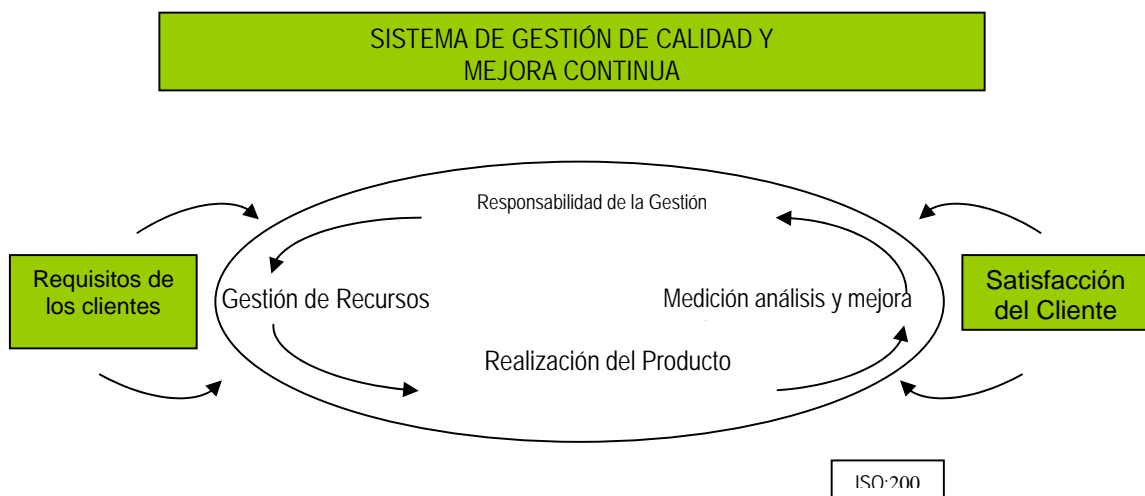 SISTEMA DE GESTIÓN DE CALIDAD Y
MEJORA CONTINUA
Responsabilidad de la Gestión
Requisitos de
los clientes
Gestión de Recursos
Medición análisis y mejora
Satisfacción
del Cliente
Realización del Producto
ISO:200